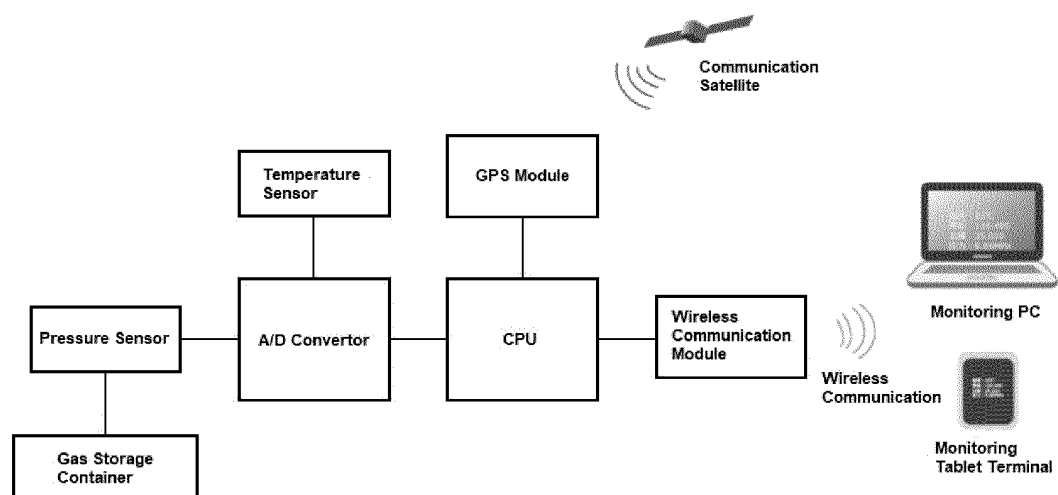 Communication
Satellite
Temperature
Sensor
GPS Module
Pressure Sensor
A/D Convertor
CPU
Wireless
Communication
Module
Monitoring PC
Wireless
Communication
Gas Storage
Container
Monitoring
Tablet Terminal